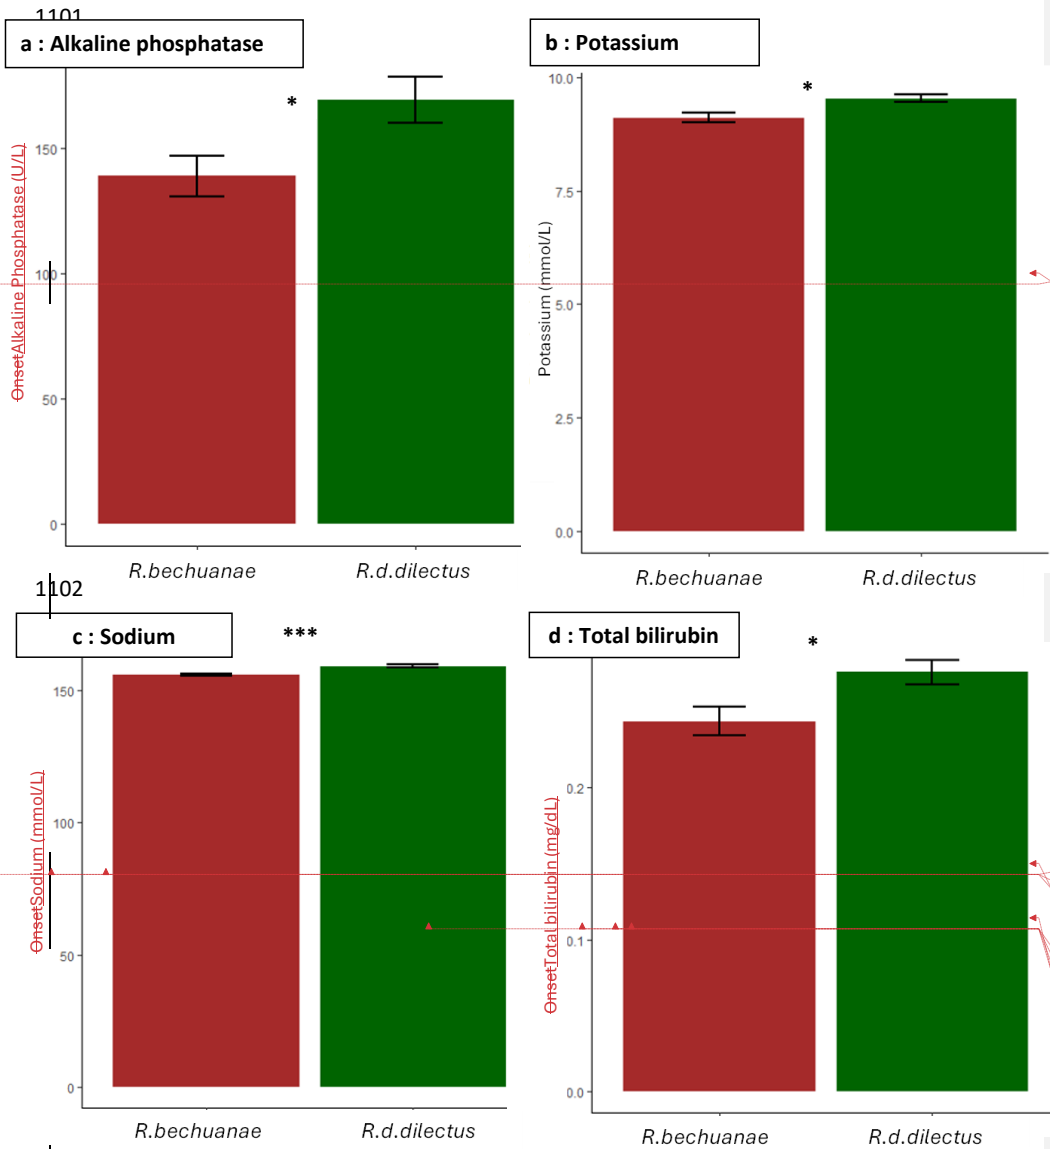 1101
a : Alkaline phosphatase
b : Potassium
*
*
150
100
50
0
OnsetAlkaline Phosphatase (U/L)
R.bechuanae
R.d.dilectus
10.0
7.5
5.0
2.5
0.0
Potassium (mmol/L)
R.bechuanae
R.d.dilectus
1102
c : Sodium
***
d : Total bilirubin
*
150
100
50
0
OnsetSodium (mmol/L)
R.bechuanae
R.d.dilectus
0.2
0.1
0.0
OnsetTotal bilirubin (mg/dL)
R.bechuanae
R.d.dilectus